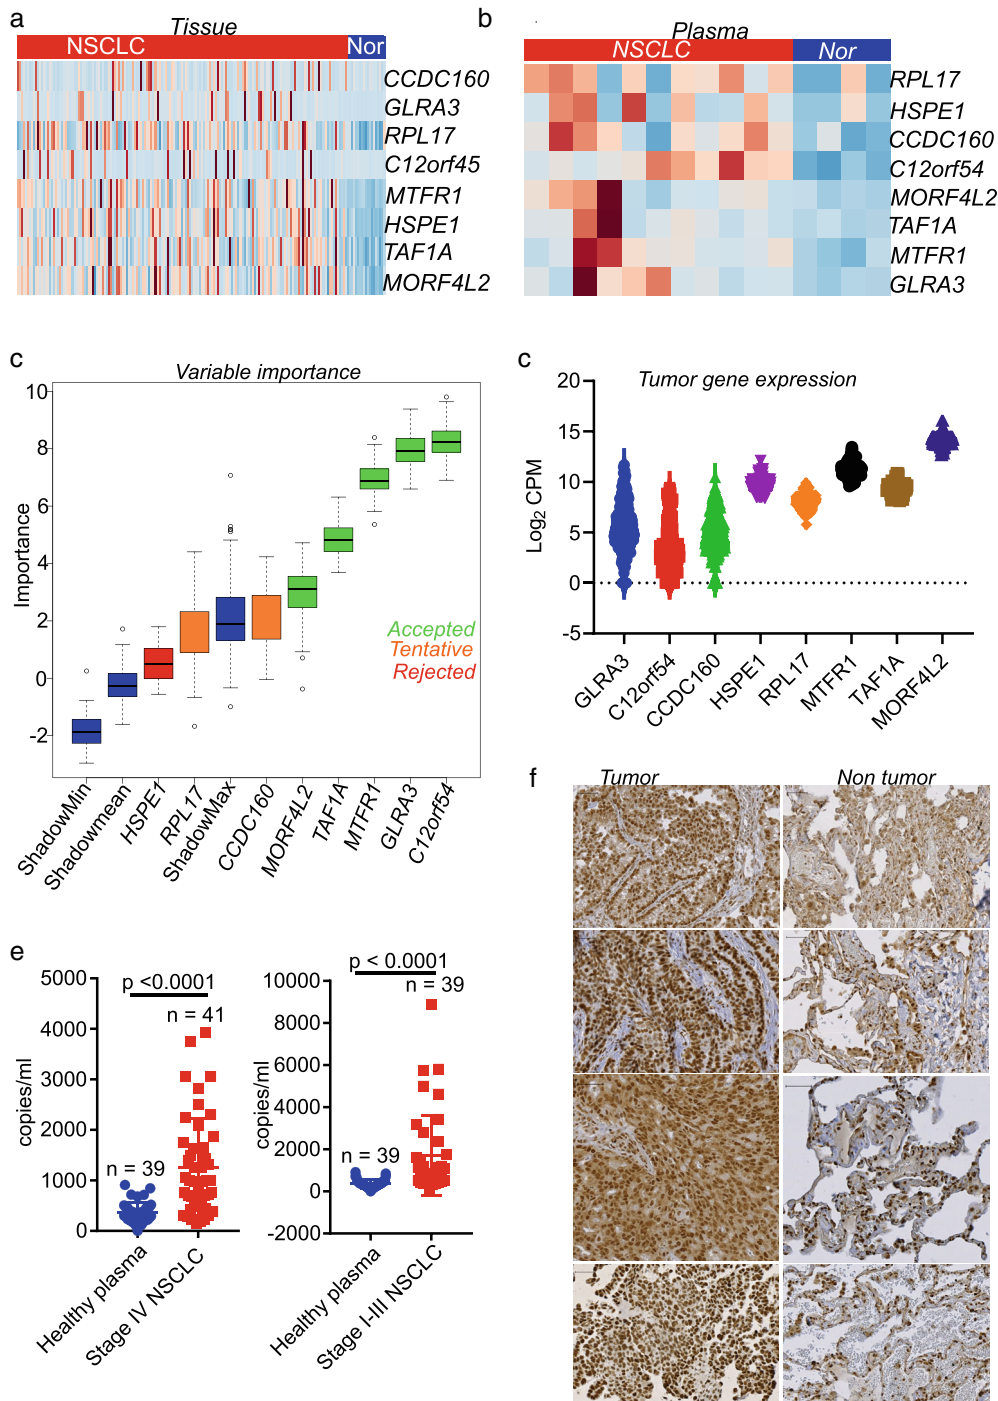 a
Tissue
NSCLC Nor
CCDC160
GLRA3
RPL17
C12orf45
MTFR1
HSPE1
TAF1A
MORF4L2
b
Plasma
NSCLC Nor
RPL17
HSPE1
CCDC160
C12orf54
MORF4L2
TAF1A
MTFR1
GLRA3
c
Variable importance
Importance
10
8
6
4
2
0
-2
Accepted
Tentative
Rejected
ShadowMin
Shadowmean
HSPE1
RPL17
ShadowMax
CCDC160
MORF4L2
TAF1A
MTFR1
GLRA3
C12orf54
c
Tumor gene expression
Log2 CPM
20
15
10
5
0
-5
GLRA3
C12orf54
CCDC160
HSPE1
RPL17
MTFR1
TAF1A
MORF4L2
e
copies/ml
5000
4000
3000
2000
1000
0
p <0.0001
n = 41
n = 39
Healthy plasma
Stage IV NSCLC
copies/ml
10000
8000
6000
4000
2000
0
-2000
p < 0.0001
n = 39
n = 39
Healthy plasma
Stage I-III NSCLC
f
Tumor
Non tumor